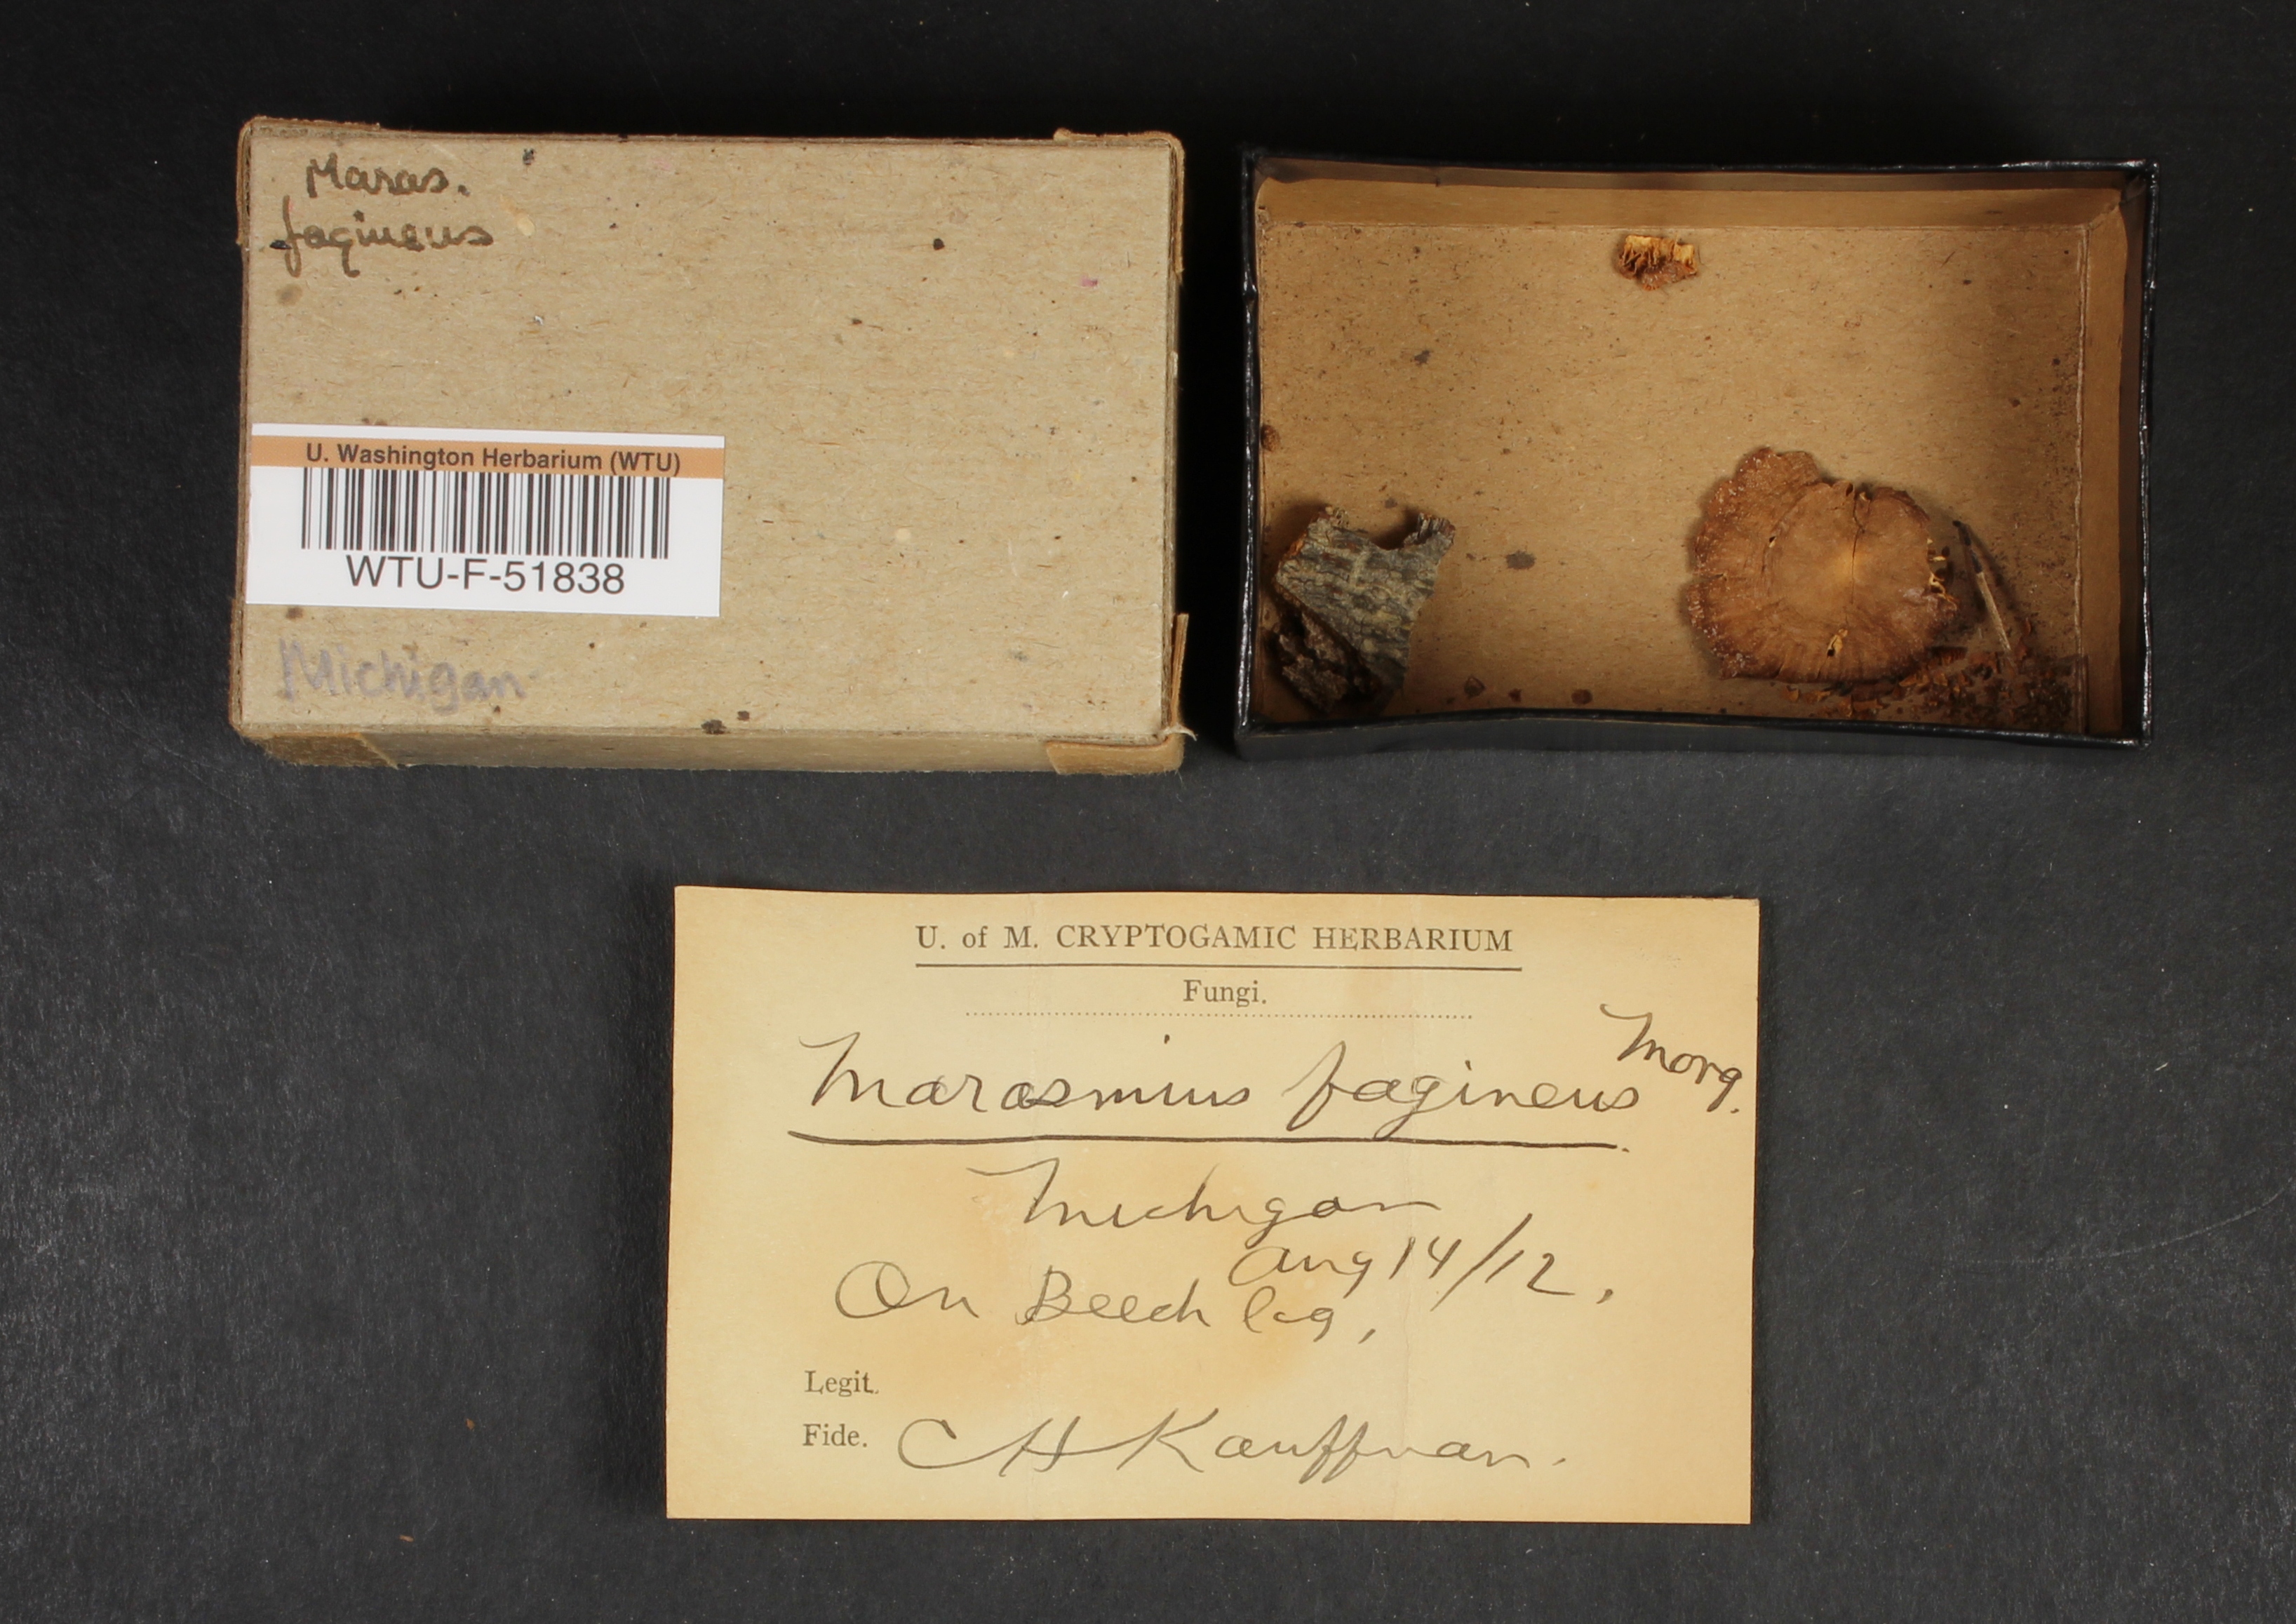 Maras.
fagineus
U. Washington Herbarium (WTU)
WTU-F-51838
Michigan
U. of M. CRYPTOGAMIC HERBARIUM
Fungi.
Marasmius fagineus Morg.
Michigan
Aug 14/12.
On Beech log,
Legit.
Fide. CHKauffman.